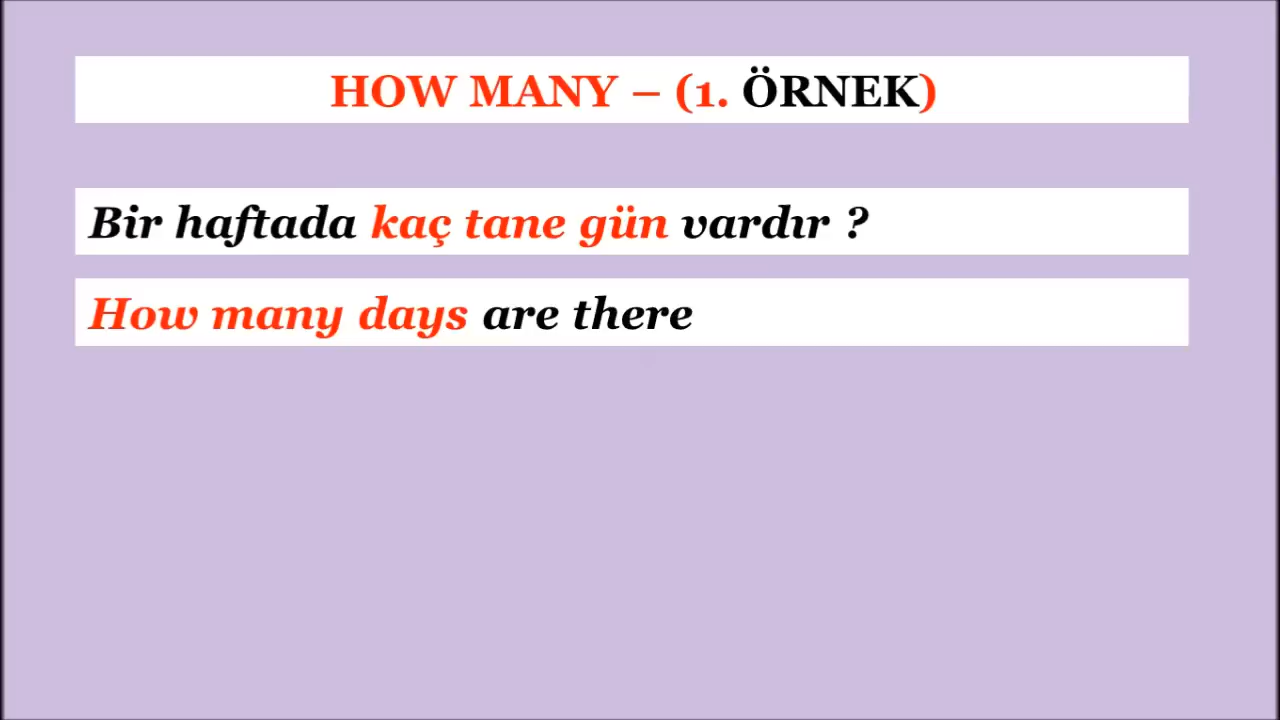 HOW MANY – (1. ÖRNEK)
Bir haftada kaç tane gün vardır ?
How many days are there